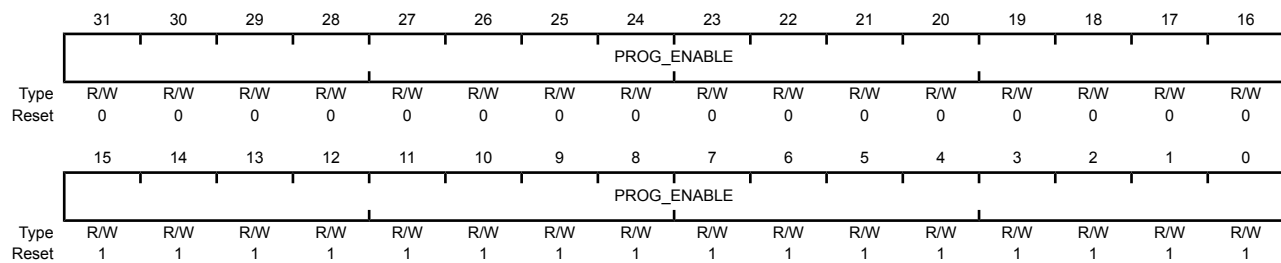 31 30 29 28 27 26 25 24 23 22 21 20 19 18 17 16
PROG_ENABLE
Type R/W R/W R/W R/W R/W R/W R/W R/W R/W R/W R/W R/W R/W R/W R/W R/W
Reset 0 0 0 0 0 0 0 0 0 0 0 0 0 0 0 0
15 14 13 12 11 10 9 8 7 6 5 4 3 2 1 0
PROG_ENABLE
Type R/W R/W R/W R/W R/W R/W R/W R/W R/W R/W R/W R/W R/W R/W R/W R/W
Reset 1 1 1 1 1 1 1 1 1 1 1 1 1 1 1 1